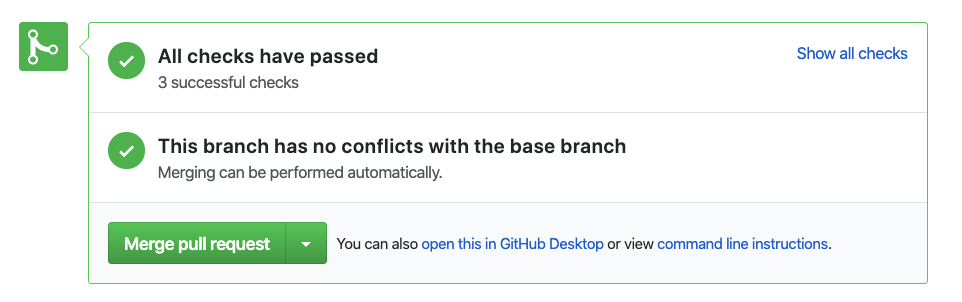 All checks have passed
Show all checks
3 successful checks
This branch has no conflicts with the base branch
Merging can be performed automatically.
Merge pull request
You can also open this in GitHub Desktop or view command line instructions.